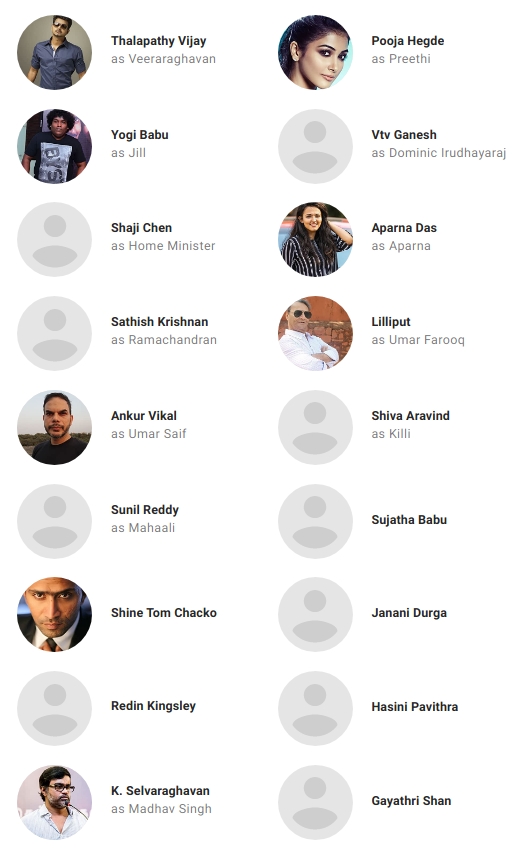 Thalapathy Vijay
as Veeraraghavan
Pooja Hegde
as Preethi
Yogi Babu
as Jill
Vtv Ganesh
as Dominic Irudhayaraj
Shaji Chen
as Home Minister
Aparna Das
as Aparna
Sathish Krishnan
as Ramachandran
Lilliput
as Umar Farooq
Ankur Vikal
as Umar Saif
Shiva Aravind
as Killi
Sunil Reddy
as Mahaali
Sujatha Babu
Shine Tom Chacko
Janani Durga
Redin Kingsley
Hasini Pavithra
K. Selvaraghavan
as Madhav Singh
Gayathri Shan